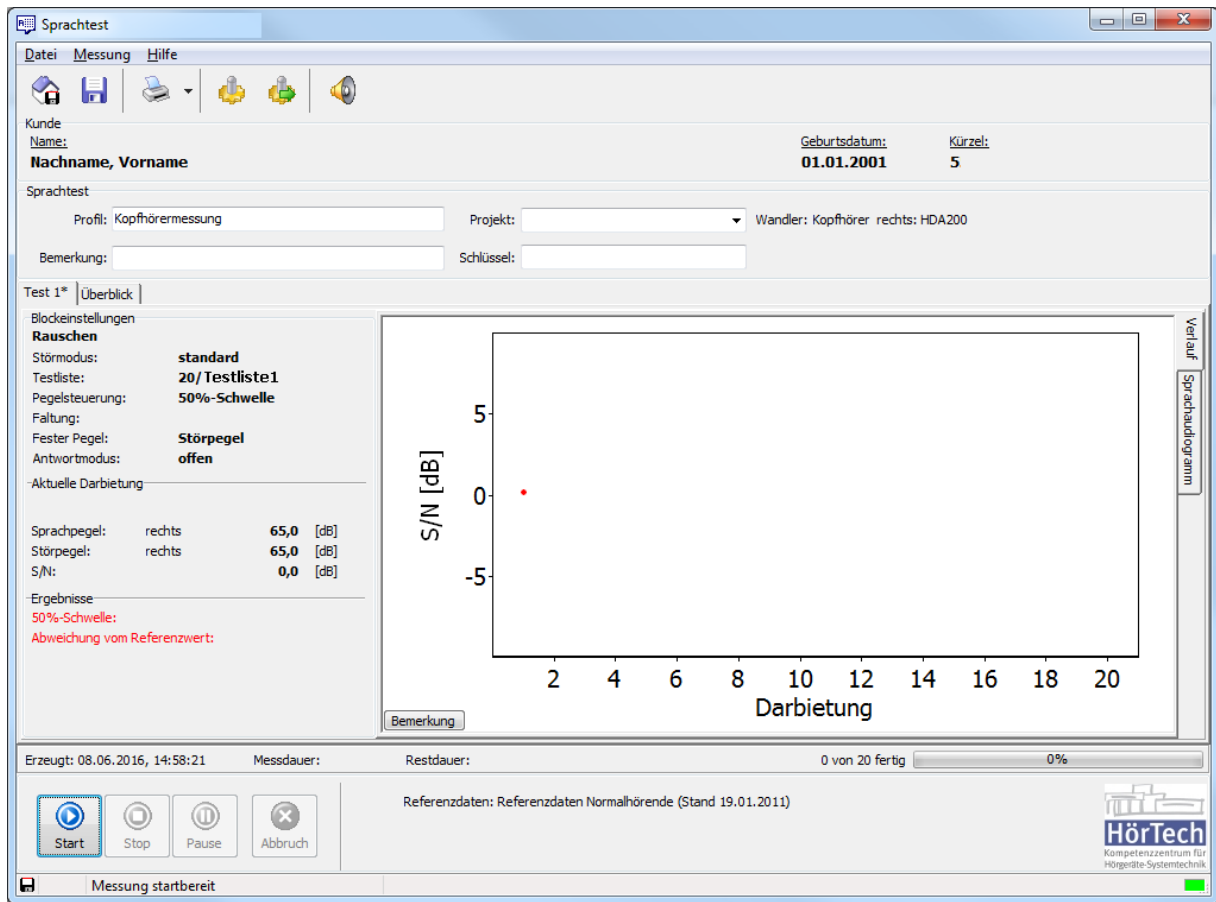 Sprachtest
Datei Messung Hilfe
Kunde
Name: Geburtsdatum: Kürzel:
Nachname, Vorname 01.01.2001 5
Sprachtest
Profil: Kopfhörermessung Projekt: Wandler: Kopfhörer rechts: HDA200
Bemerkung: Schlüssel:
Test 1* Überblick
Blockeinstellungen
Rauschen
Störmodus: standard
Testliste: 20/Testliste1
Pegelsteuerung: 50%-Schwelle
Faltung:
Fester Pegel: Störpegel
Antwortmodus: offen
Aktuelle Darbietung
Sprachpegel: rechts 65,0 [dB]
Störpegel: rechts 65,0 [dB]
S/N: 0,0 [dB]
Ergebnisse
50%-Schwelle:
Abweichung vom Referenzwert:
S/N [dB]
5
0
-5
2 4 6 8 10 12 14 16 18 20
Darbietung
Bemerkung
Verlauf
Sprachaudiogramm
Erzeugt: 08.06.2016, 14:58:21 Messdauer: Restdauer: 0 von 20 fertig 0%
Start Stop Pause Abbruch
Referenzdaten: Referenzdaten Normalhörende (Stand 19.01.2011)
HörTech
Kompetenzzentrum für
Hörgeräte-Systemtechnik
Messung startbereit